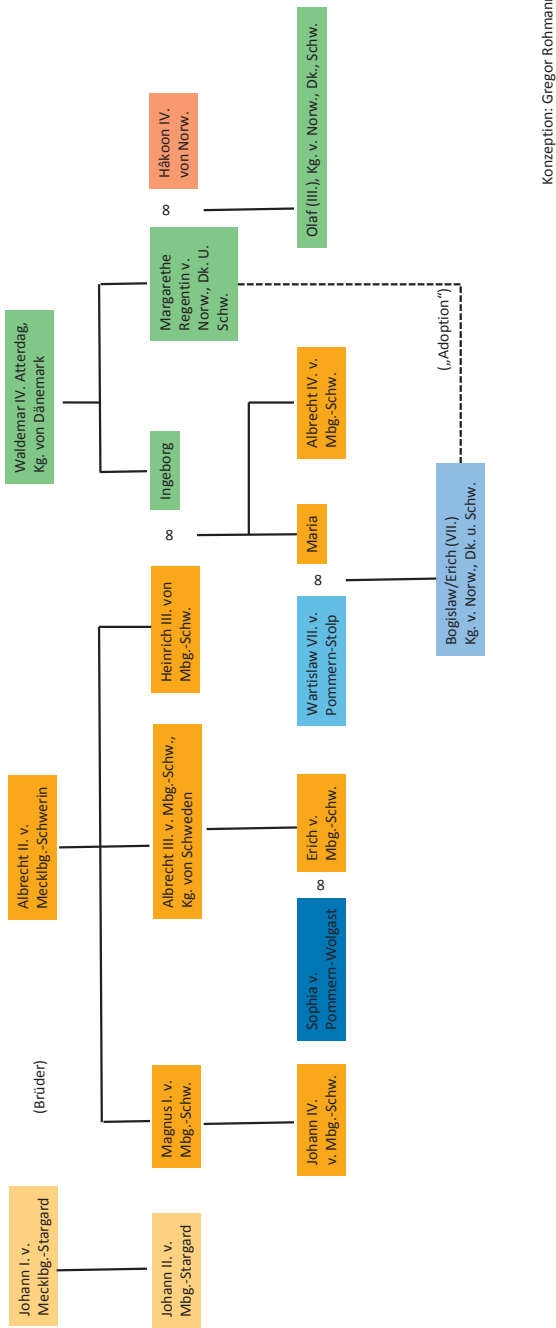 Johann I. v.
Mecklbg.-Stargard
(Brüder)
Albrecht II. v.
Mecklbg.-Schwerin
Waldemar IV. Atterdag,
Kg. von Dänemark
Johann II. v.
Mbg.-Stargard
Magnus I. v.
Mbg.-Schw.
Albrecht III. v. Mbg.-Schw.,
Kg. von Schweden
Heinrich III. von
Mbg.-Schw.
8
Ingeborg
Margarethe
Regentin v.
Norw., Dk. U.
Schw.
8
Håkoon IV.
von Norw.
Johann IV.
v. Mbg.-Schw.
Sophia v.
Pommern-Wolgast
8
Erich v.
Mbg.-Schw.
Wartislaw VII. v.
Pommern-Stolp
8
Maria
Albrecht IV. v.
Mbg.-Schw.
Olaf (III.), Kg. v. Norw., Dk., Schw.
Bogislaw/Erich (VII.)
Kg. v. Norw., Dk. u. Schw.
(„Adoption“)
Konzeption: Gregor Rohmann